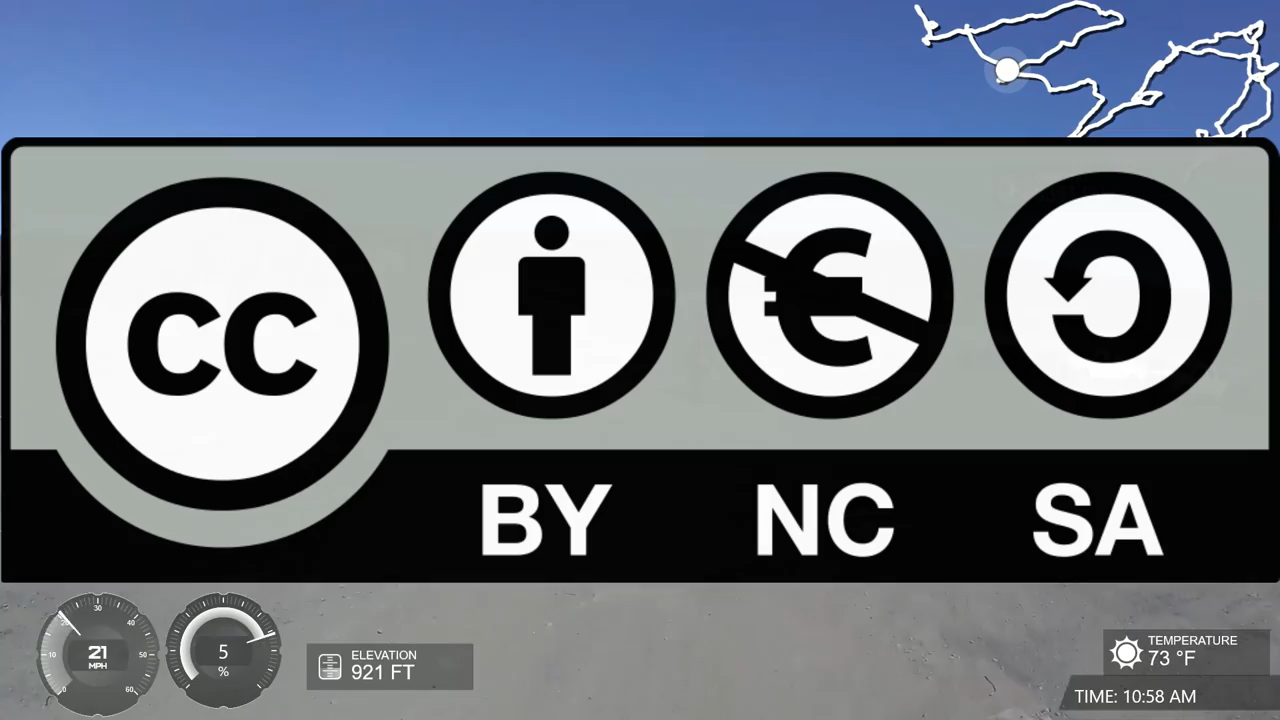 cc
BY NC SA
10 20 30 40 50 60
0
21
MPH
5
%
ELEVATION
921 FT
TEMPERATURE
73 °F
TIME: 10:58 AM